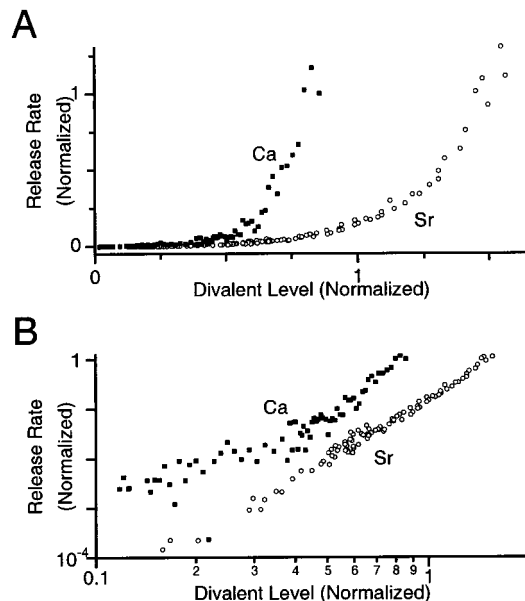 A
Release Rate
(Normalized)
1
0
Ca
Sr
0
1
Divalent Level (Normalized)
B
Release Rate
(Normalized)
1
10⁻⁴
Ca
Sr
0.1
2
3
4
5
6
7
8
9
1
Divalent Level (Normalized)